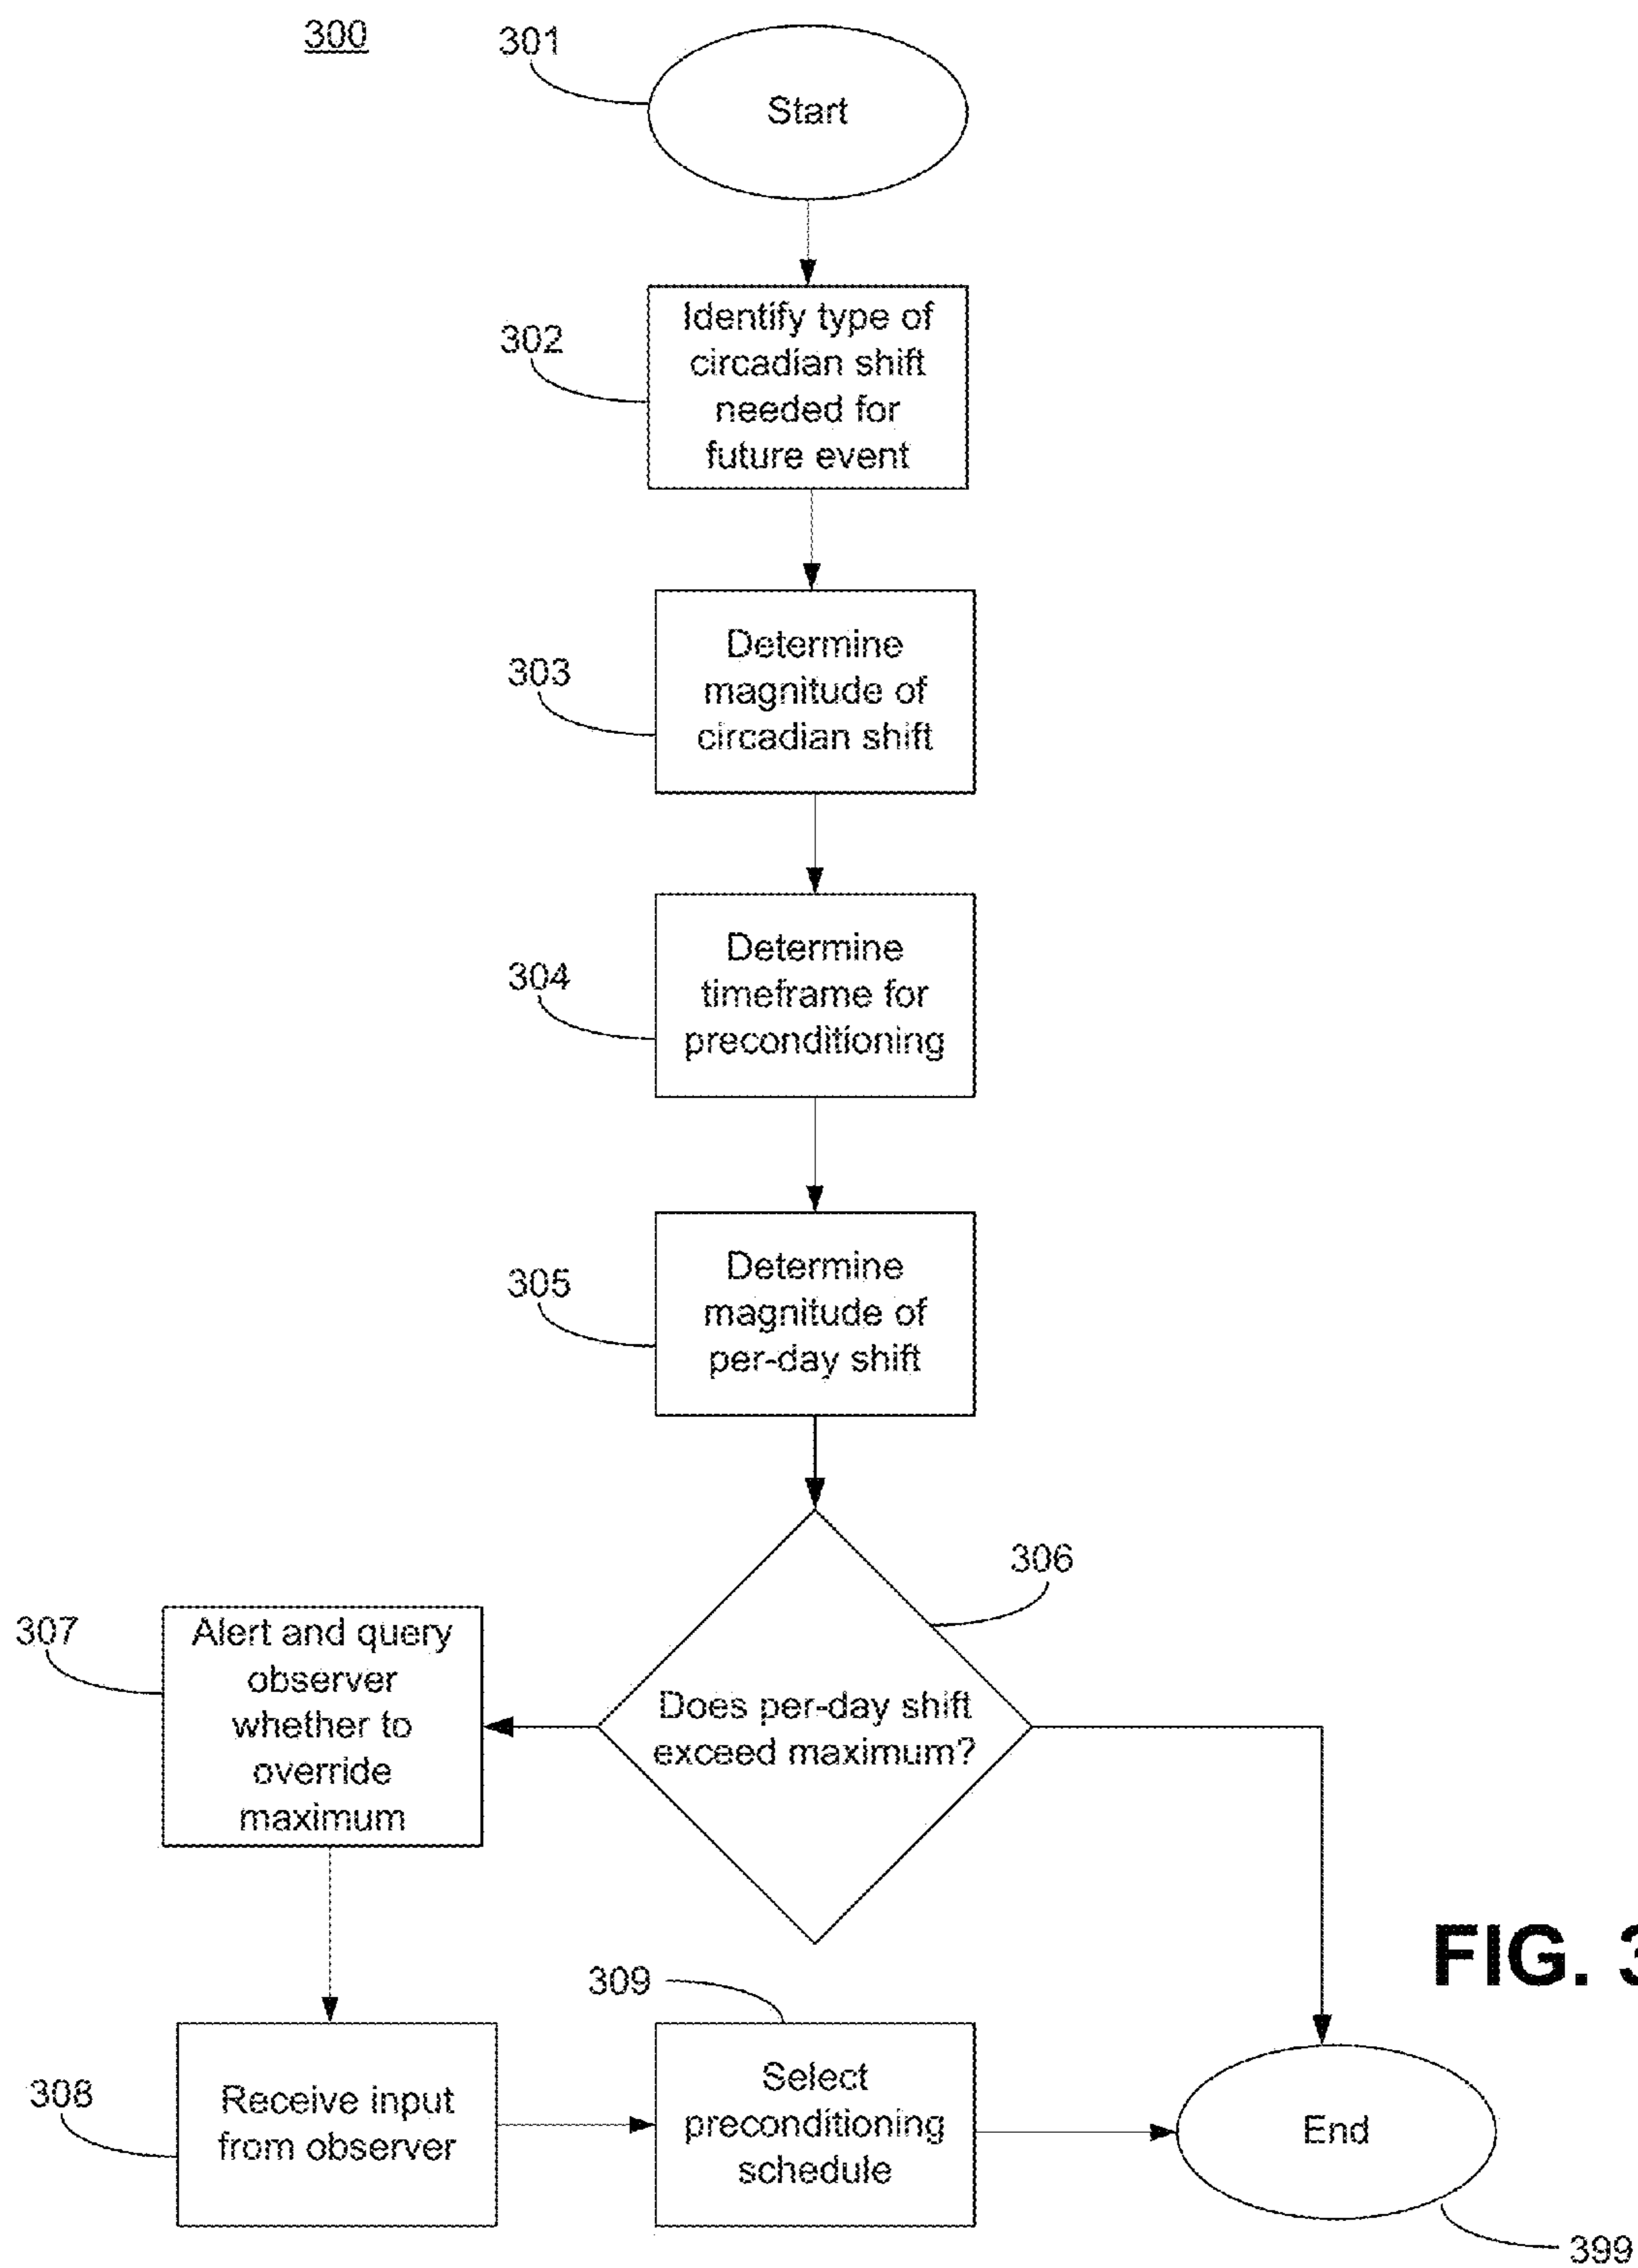 300
301
Start
302
Identify type of
circadian shift
needed for
future event
303
Determine
magnitude of
circadian shift
304
Determine
timeframe for
preconditioning
305
Determine
magnitude of
per-day shift
306
Does per-day shift
exceed maximum?
307
Alert and query
observer
whether to
override
maximum
308
Receive input
from observer
309
Select
preconditioning
schedule
End
399
FIG. 3